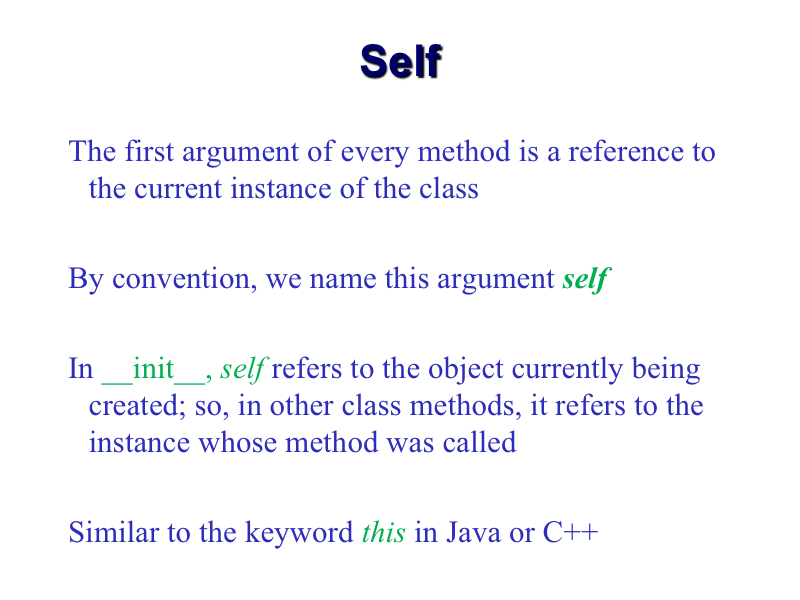 Self
The first argument of every method is a reference to
the current instance of the class
By convention, we name this argument self
In __init__, self refers to the object currently being
created; so, in other class methods, it refers to the
instance whose method was called
Similar to the keyword this in Java or C++